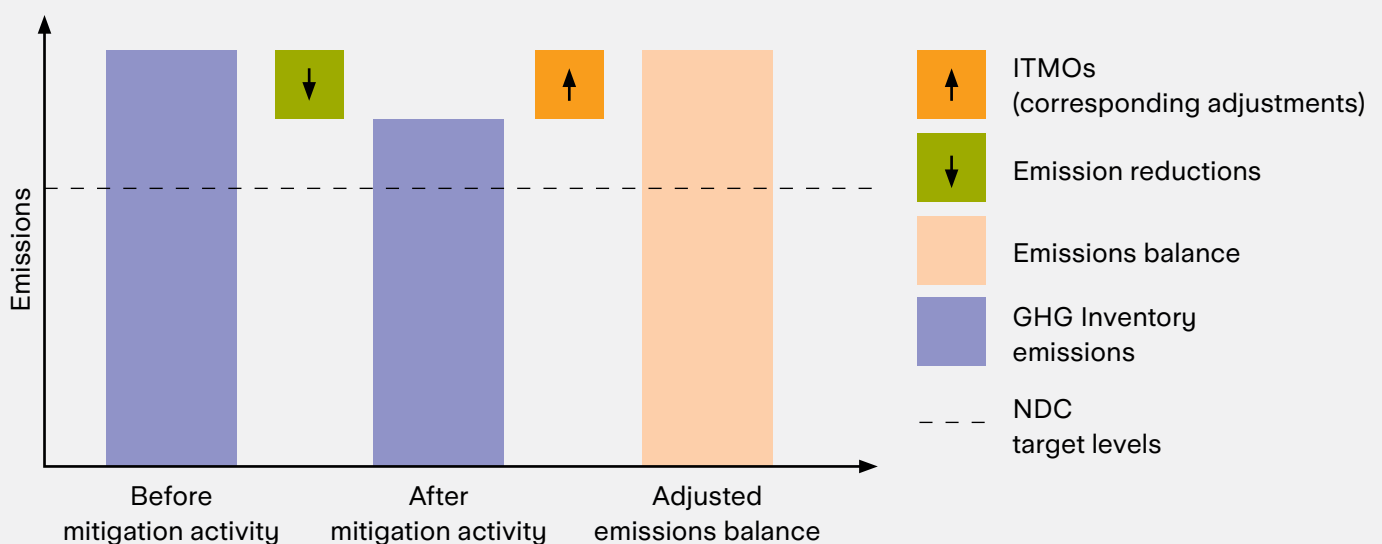 Emissions
Before
mitigation activity
After
mitigation activity
Adjusted
emissions balance
ITMOs
(corresponding adjustments)
Emission reductions
Emissions balance
GHG Inventory
emissions
NDC
target levels